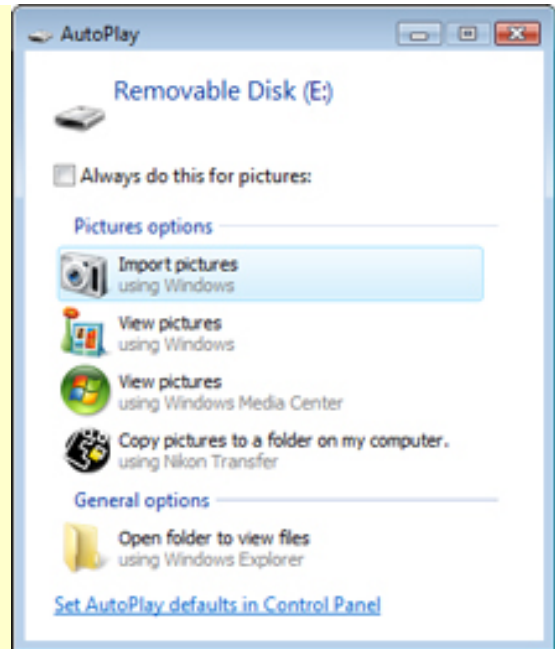 AutoPlay
Removable Disk (E:)
Always do this for pictures:
Pictures options
Import pictures
using Windows
View pictures
using Windows
View pictures
using Windows Media Center
Copy pictures to a folder on my computer.
using Nikon Transfer
General options
Open folder to view files
using Windows Explorer
Set AutoPlay defaults in Control Panel